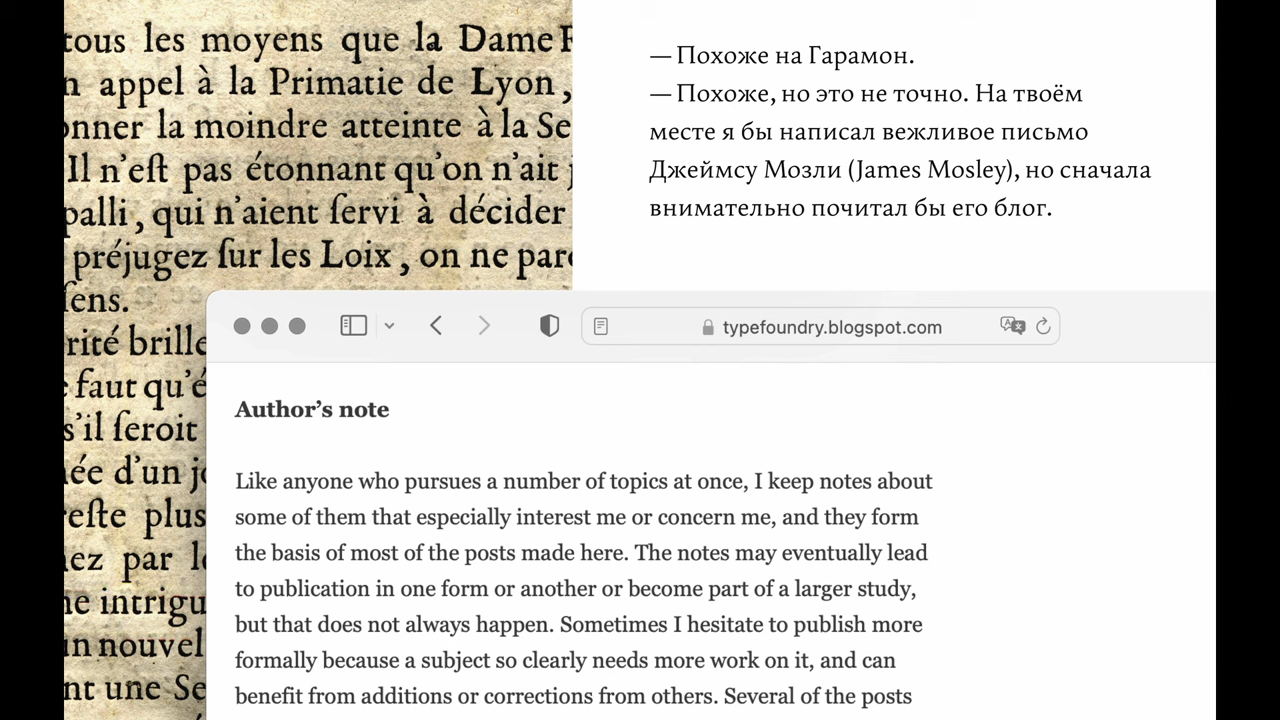 tous les moyens que la Dame
appel à la Primatie de Lyon,
onner la moindre atteinte à la Se
Il n'eſt pas étonnant qu'on n'ait j
palli, qui n'aient ſervi à décider
préjugez ſur les Loix, on ne pare
ſens.
rité brille
faut qu'é
s'il ſeroit
ée d'un jo
reſte plus
nez par le
ne intrigu
un nouvel
nt une Se
— Похоже на Гарамон.
— Похоже, но это не точно. На твоём
месте я бы написал вежливое письмо
Джеймсу Мозли (James Mosley), но сначала
внимательно почитал бы его блог.
typefoundry.blogspot.com
Author’s note
Like anyone who pursues a number of topics at once, I keep notes about
some of them that especially interest me or concern me, and they form
the basis of most of the posts made here. The notes may eventually lead
to publication in one form or another or become part of a larger study,
but that does not always happen. Sometimes I hesitate to publish more
formally because a subject so clearly needs more work on it, and can
benefit from additions or corrections from others. Several of the posts